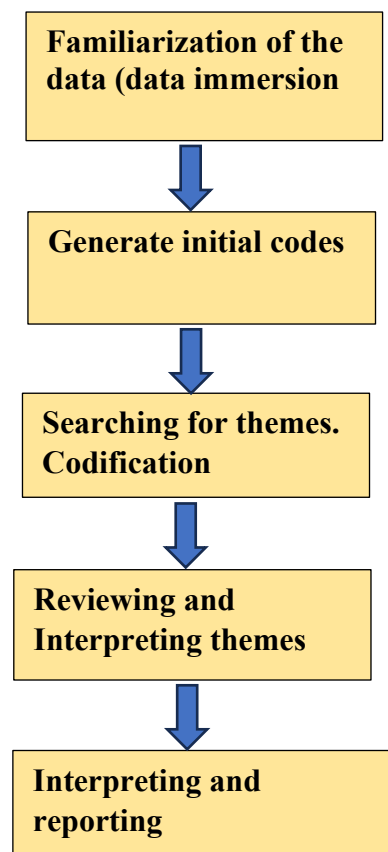 Familiarization of the
data (data immersion
Generate initial codes
Searching for themes.
Codification
Reviewing and
Interpreting themes
Interpreting and
reporting